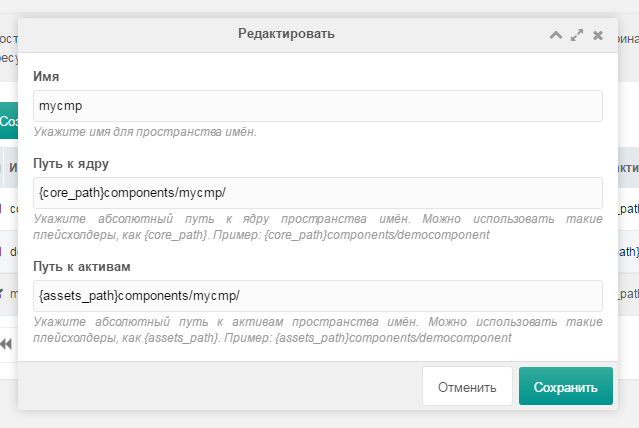 Редактировать
Имя
mycmp
Укажите имя для пространства имён.
Путь к ядру
{core_path}components/mycmp/
Укажите абсолютный путь к ядру пространства имён. Можно использовать такие
плейсхолдеры, как {core_path}. Пример: {core_path}components/democomponent
Путь к активам
{assets_path}components/mycmp/
Укажите абсолютный путь к активам пространства имён. Можно использовать такие
плейсхолдеры, как {assets_path}. Пример: {assets_path}components/democomponent
Отменить Сохранить